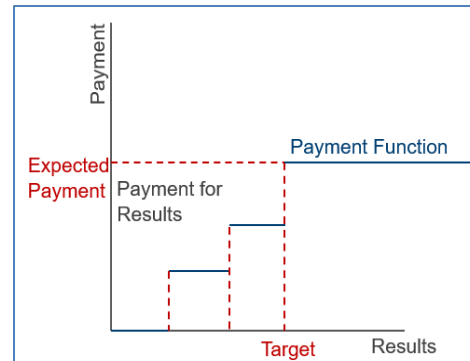 Payment
Payment Function
Expected
Payment
Payment for
Results
Target
Results